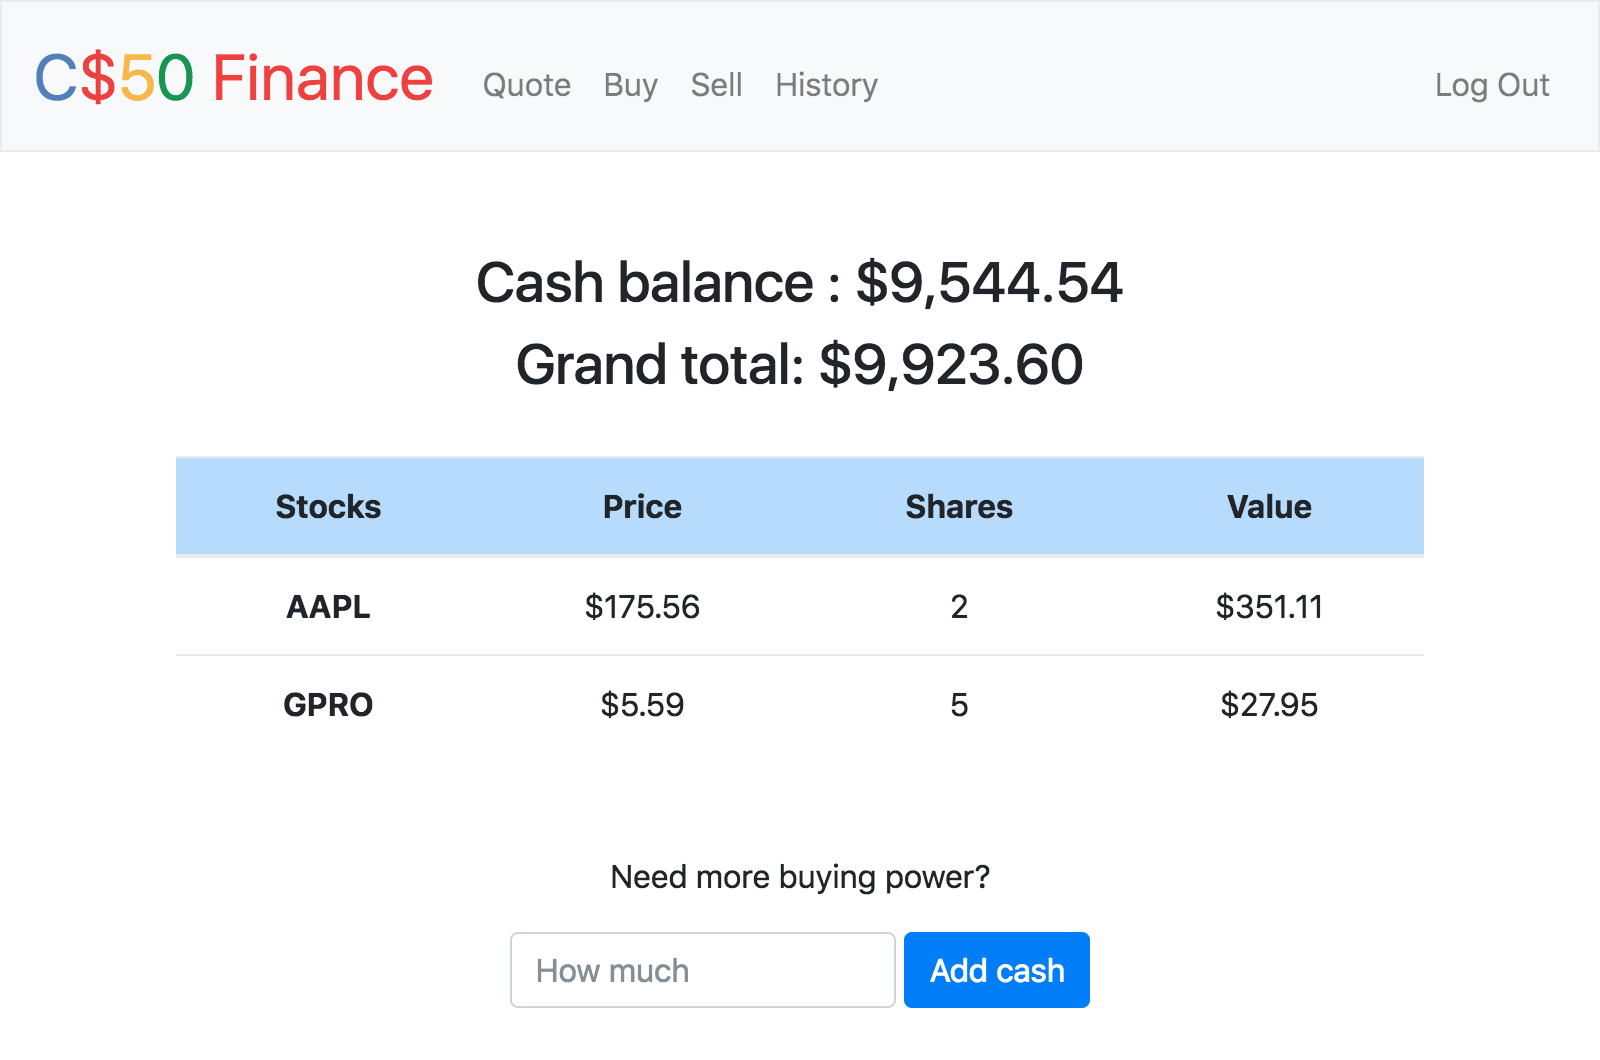 C$50 Finance Quote Buy Sell History Log Out
Cash balance : $9,544.54
Grand total: $9,923.60
Stocks Price Shares Value
AAPL $175.56 2 $351.11
GPRO $5.59 5 $27.95
Need more buying power?
How much Add cash